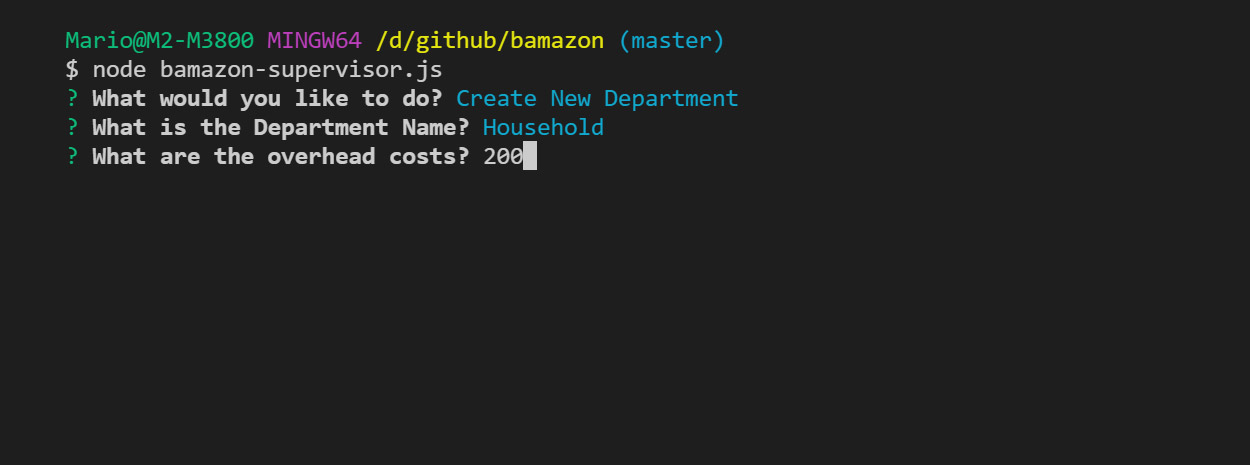 Mario@M2-M3800 MINGW64 /d/github/bamazon (master)
$ node bamazon-supervisor.js
? What would you like to do? Create New Department
? What is the Department Name? Household
? What are the overhead costs? 200